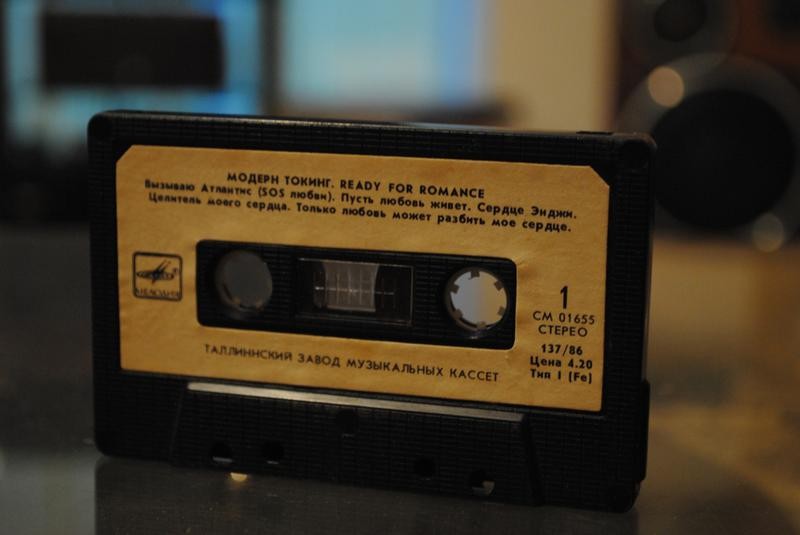 МОДЕРН ТОКИНГ. READY FOR ROMANCE
Вызываю Атлантис (SOS любви). Пусть любовь живет. Сердце Энджи.
Целитель моего сердца. Только любовь может разбить мое сердце.
МЕЛОДИЯ
1
СМ 01655
СТЕРЕО
137/86
Цена 4.20
Тип I (Fe)
ТАЛЛИННСКИЙ ЗАВОД МУЗЫКАЛЬНЫХ КАССЕТ